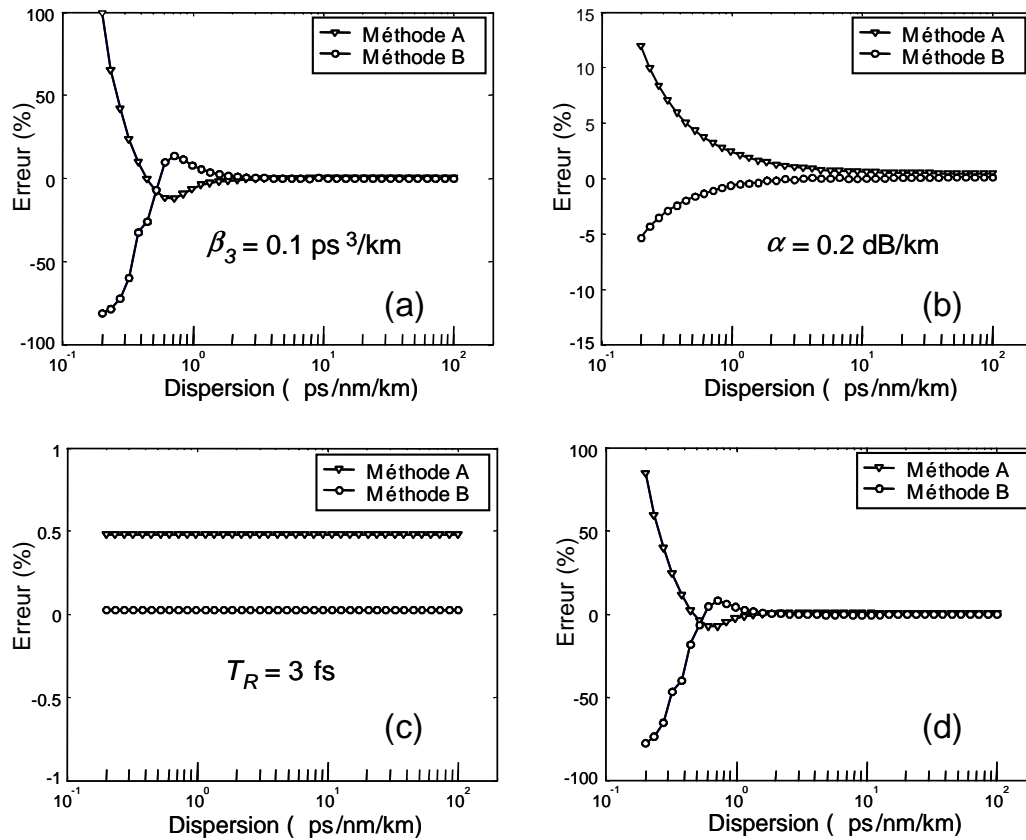 100
50
0
-50
-100
Erreur (%)
Méthode A
Méthode B
β3 = 0.1 ps 3/km
(a)
10-1 100 101 102
Dispersion ( ps/nm/km)
15
10
5
0
-5
-10
-15
Erreur (%)
Méthode A
Méthode B
α = 0.2 dB/km
(b)
10-1 100 101 102
Dispersion ( ps/nm/km)
1
0.5
0
-0.5
-1
Erreur (%)
Méthode A
Méthode B
TR = 3 fs
(c)
10-1 100 101 102
Dispersion ( ps/nm/km)
100
50
0
-50
-100
Erreur (%)
Méthode A
Méthode B
(d)
10-1 100 101 102
Dispersion ( ps/nm/km)